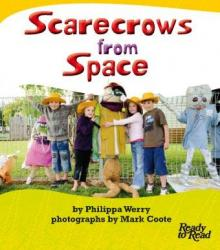 Scarecrows
from
Space
by Philippa Werry
photographs by Mark Coote
Ready to Read